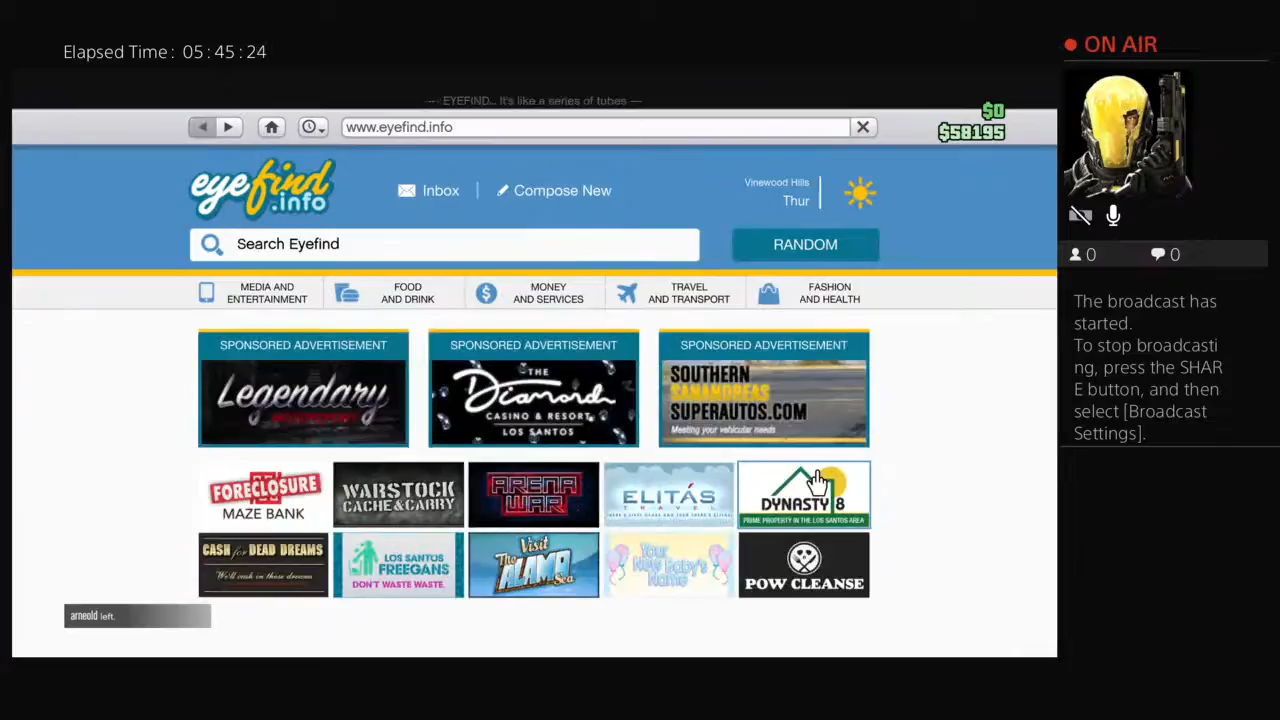 Elapsed Time: 05:45:24
ON AIR
--- EYEFIND... It's like a series of tubes ---
www.eyefind.info
$0
$58195
eyefind
.info
Inbox
Compose New
Vinewood Hills
Thur
Search Eyefind
RANDOM
MEDIA AND
ENTERTAINMENT
FOOD
AND DRINK
MONEY
AND SERVICES
TRAVEL
AND TRANSPORT
FASHION
AND HEALTH
SPONSORED ADVERTISEMENT
Legendary
MOTORSPORT
SPONSORED ADVERTISEMENT
THE
Diamond
CASINO & RESORT
LOS SANTOS
SPONSORED ADVERTISEMENT
SOUTHERN
SANANDREAS
SUPERAUTOS.COM
Meeting your vehicular needs
FORECLOSURE
MAZE BANK
WARSTOCK
CACHE&CARRY
ARENA
WAR
ELITÁS
TRAVEL
DYNASTY 8
PRIME PROPERTY IN THE LOS SANTOS AREA
CASH for DEAD DREAMS
We'll cash in those dreams
LOS SANTOS
FREEGANS
DON'T WASTE WASTE.
Visit
The
ALAMO
Sea
Your
New Baby's
Name
POW CLEANSE
arneold left.
0
0
The broadcast has
started.
To stop broadcasti
ng, press the SHAR
E button, and then
select [Broadcast
Settings].